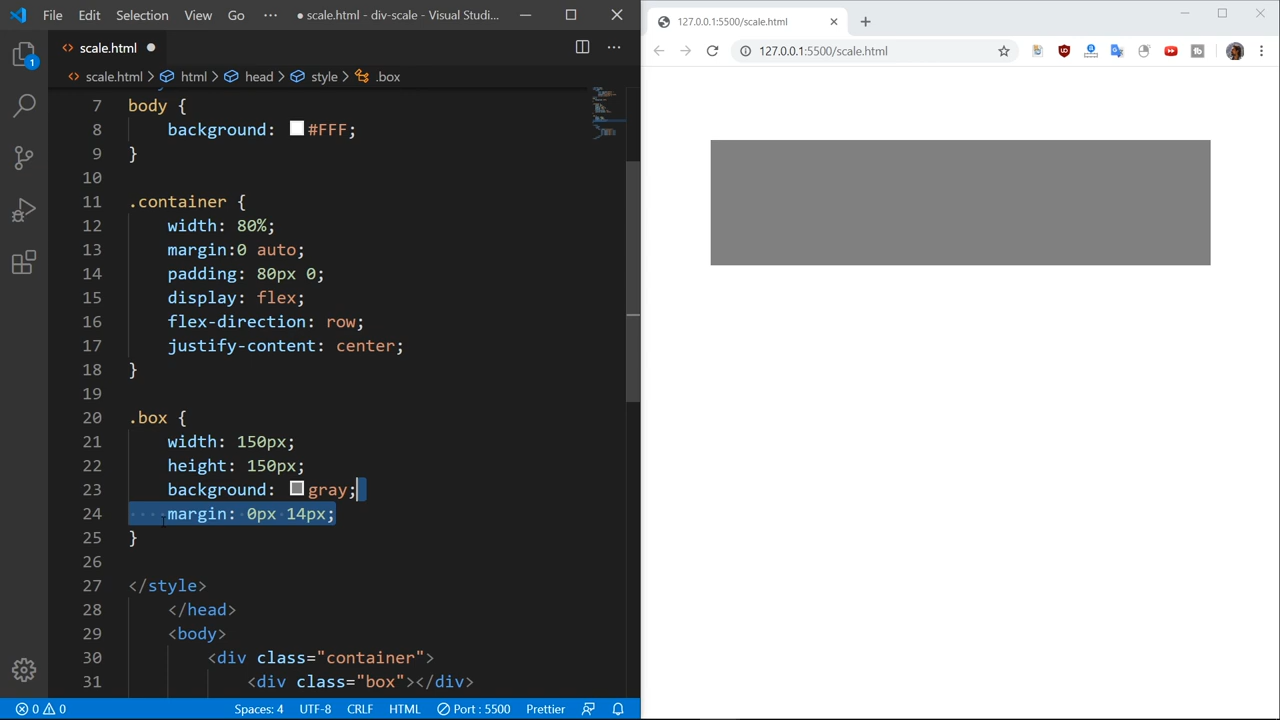 File Edit Selection View Go ··· ● scale.html - div-scale - Visual Studi...
1
<> scale.html ●
<> scale.html > html > head > style > .box
7 body {
8 background: #FFF;
9 }
10
11 .container {
12 width: 80%;
13 margin:0 auto;
14 padding: 80px 0;
15 display: flex;
16 flex-direction: row;
17 justify-content: center;
18 }
19
20 .box {
21 width: 150px;
22 height: 150px;
23 background: gray;
24 margin: 0px 14px;
25 }
26
27 </style>
28 </head>
29 <body>
30 <div class="container">
31 <div class="box"></div>
0 0 Spaces: 4 UTF-8 CRLF HTML Port : 5500 Prettier
127.0.0.1:5500/scale.html
127.0.0.1:5500/scale.html